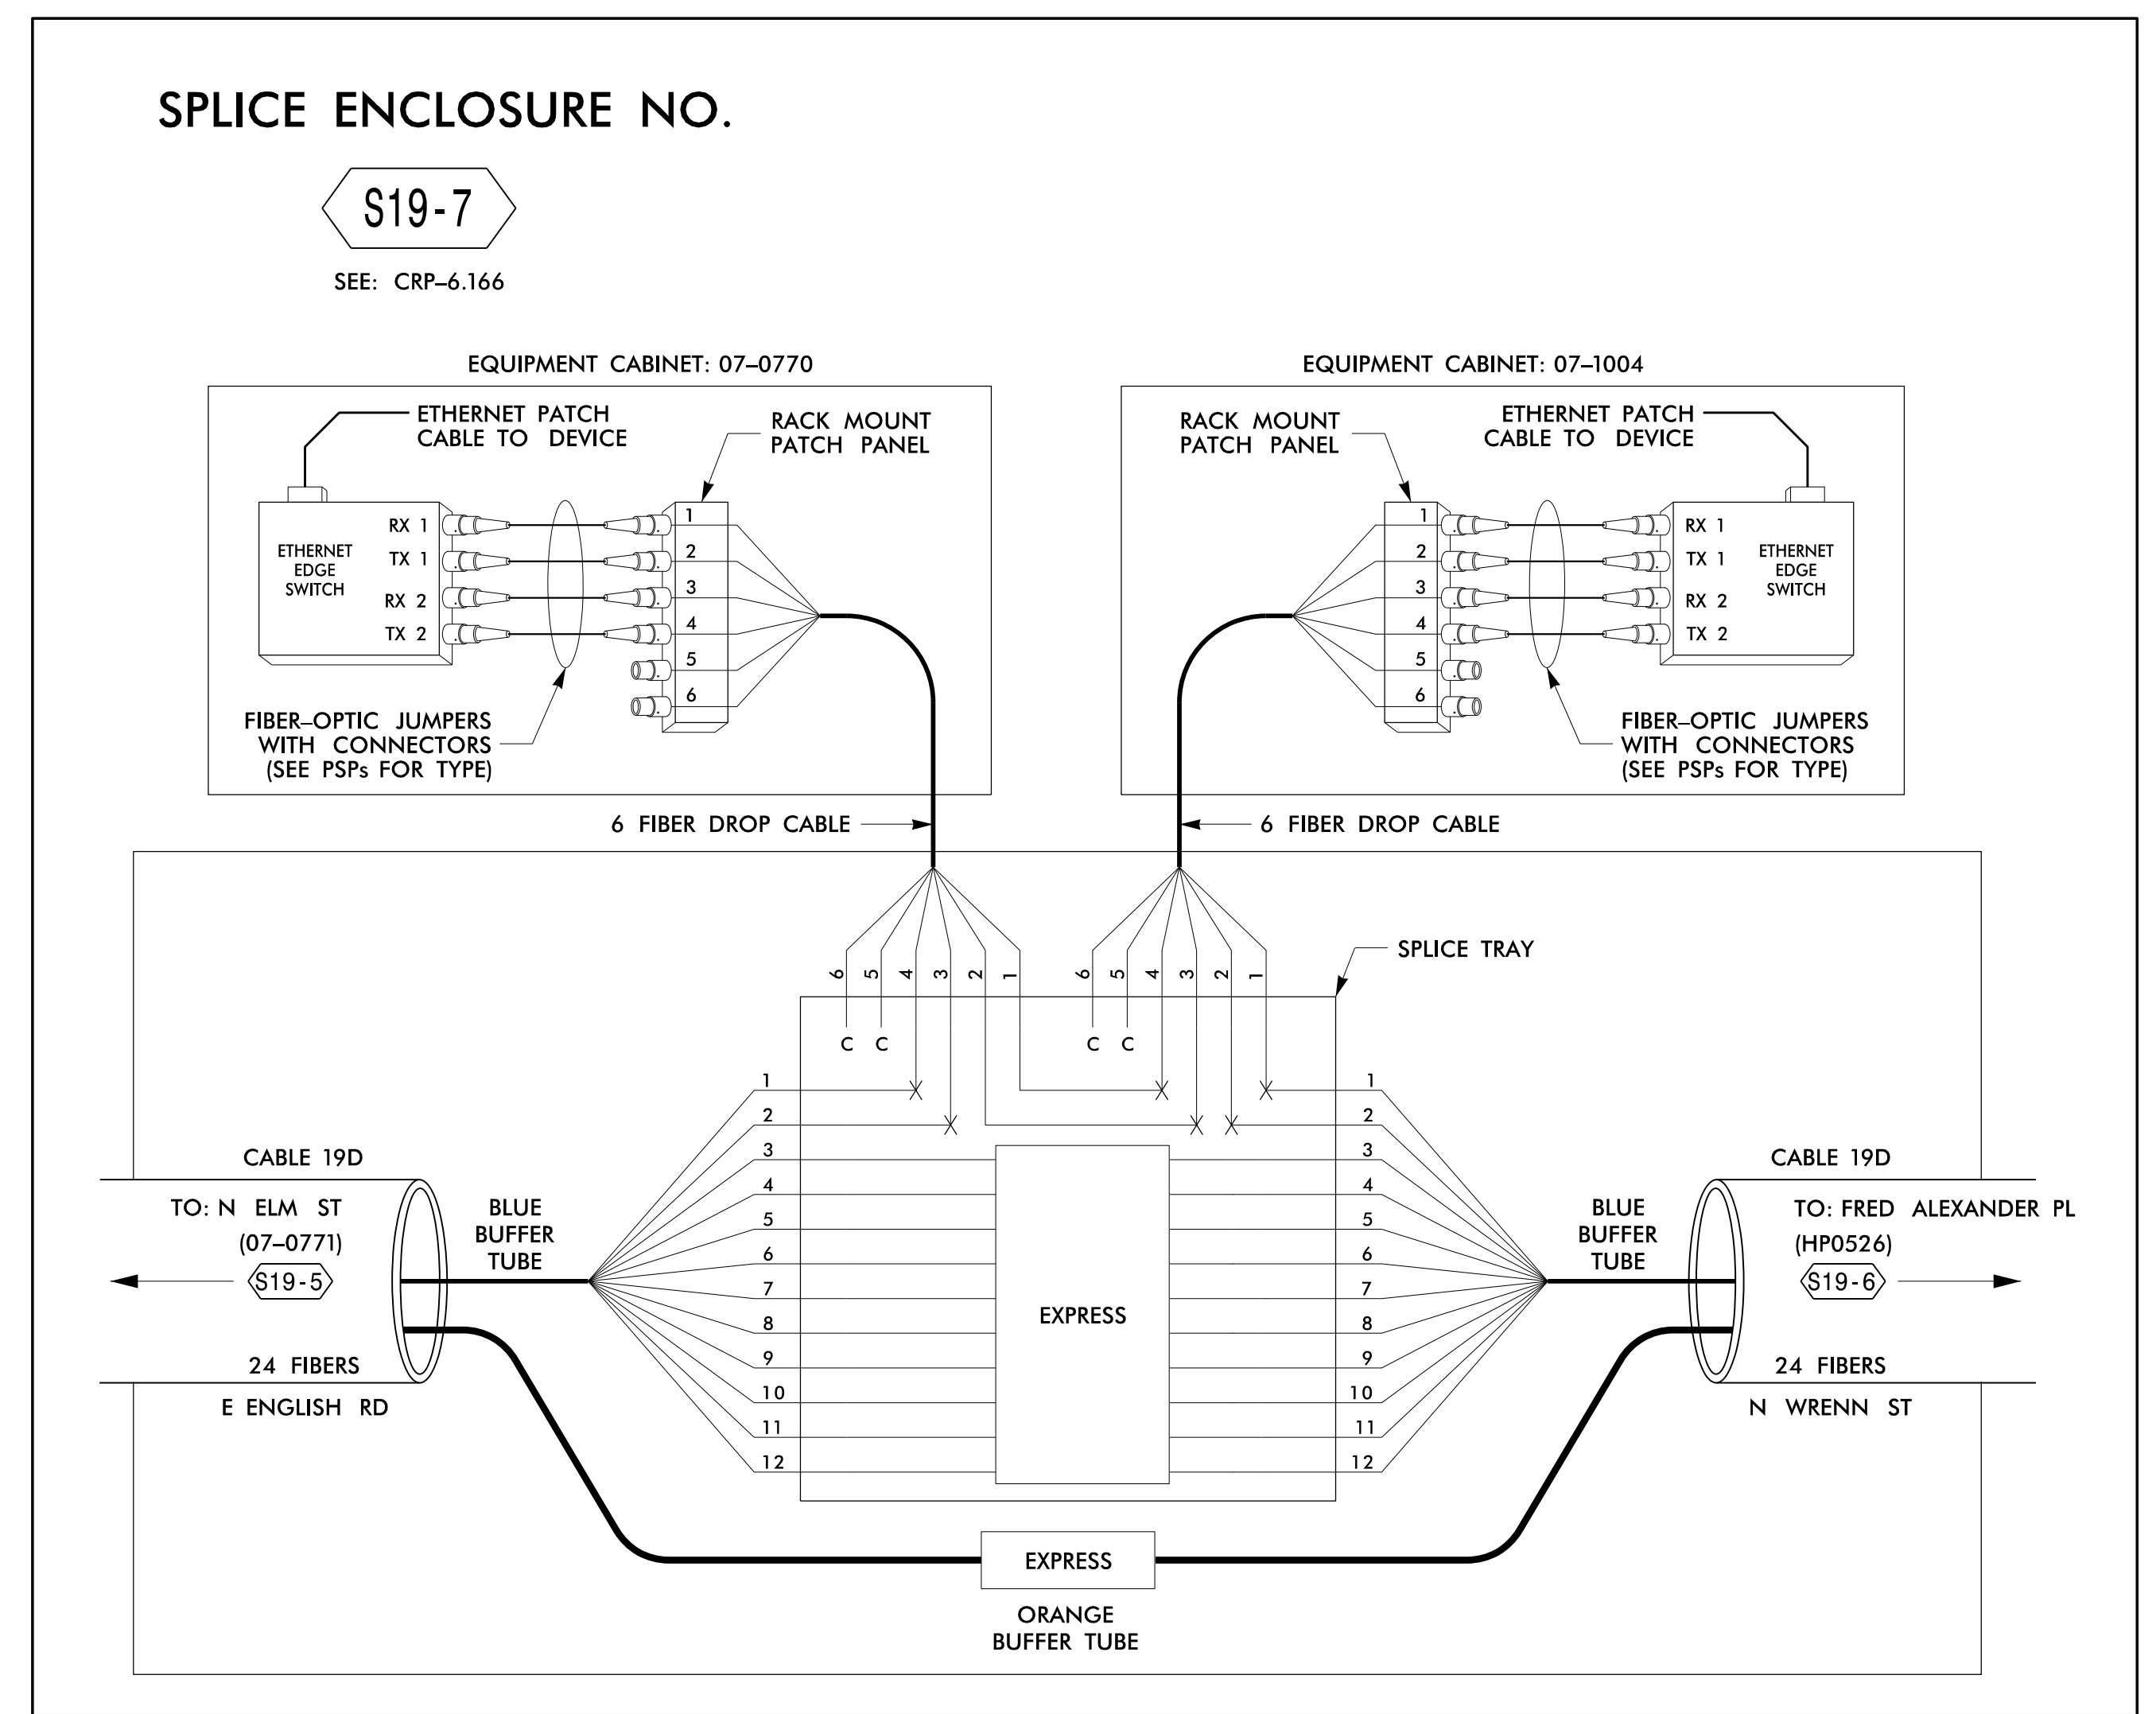 SPLICE ENCLOSURE NO.
S19-7
SEE: CRP–6.166
EQUIPMENT CABINET: 07–0770
ETHERNET PATCH
CABLE TO DEVICE
RACK MOUNT
PATCH PANEL
ETHERNET
EDGE
SWITCH
RX 1
TX 1
RX 2
TX 2
1
2
3
4
5
6
FIBER–OPTIC JUMPERS
WITH CONNECTORS
(SEE PSPs FOR TYPE)
EQUIPMENT CABINET: 07–1004
RACK MOUNT
PATCH PANEL
ETHERNET PATCH
CABLE TO DEVICE
1
2
3
4
5
6
RX 1
TX 1
RX 2
TX 2
ETHERNET
EDGE
SWITCH
FIBER–OPTIC JUMPERS
WITH CONNECTORS
(SEE PSPs FOR TYPE)
6 FIBER DROP CABLE
6 FIBER DROP CABLE
SPLICE TRAY
6 5 4 3 2 1
6 5 4 3 2 1
C C
C C
CABLE 19D
TO: N ELM ST
(07–0771)
S19-5
24 FIBERS
E ENGLISH RD
BLUE
BUFFER
TUBE
1
2
3
4
5
6
7
8
9
10
11
12
EXPRESS
1
2
3
4
5
6
7
8
9
10
11
12
BLUE
BUFFER
TUBE
CABLE 19D
TO: FRED ALEXANDER PL
(HP0526)
S19-6
24 FIBERS
N WRENN ST
EXPRESS
ORANGE
BUFFER TUBE